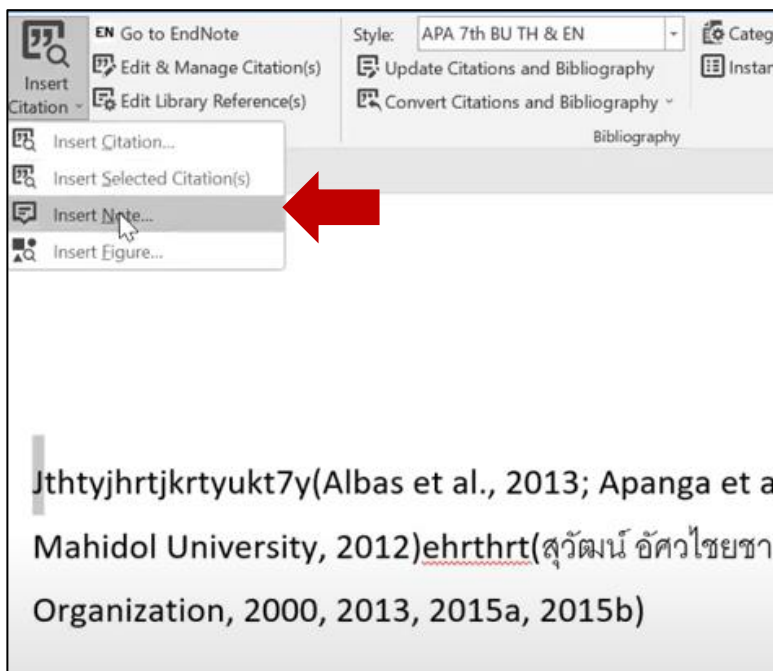 EN Go to EndNote
Edit & Manage Citation(s)
Edit Library Reference(s)
Insert
Citation
Style: APA 7th BU TH & EN
Update Citations and Bibliography
Convert Citations and Bibliography
Bibliography
Categ
Instan
Insert Citation...
Insert Selected Citation(s)
Insert Note...
Insert Figure...
Jthtyjhrtjkrtyukt7y(Albas et al., 2013; Apanga et a
Mahidol University, 2012)ehrthrt(สุวัฒน์ อัศวไชยชา
Organization, 2000, 2013, 2015a, 2015b)